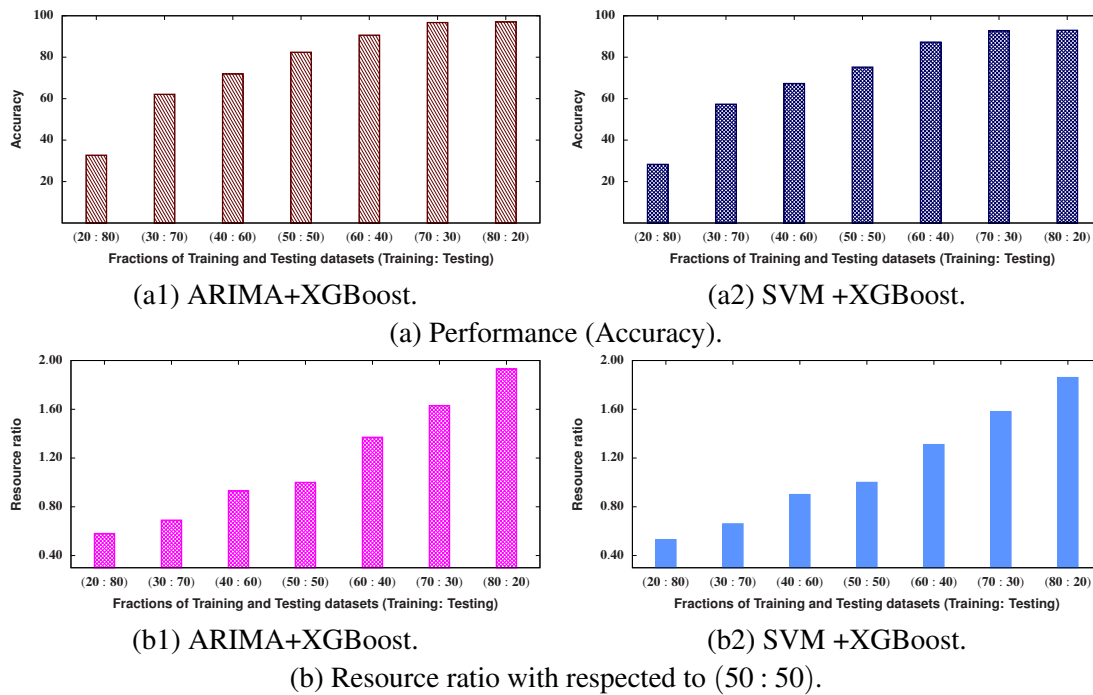 Accuracy
100
80
60
40
20
(20 : 80) (30 : 70) (40 : 60) (50 : 50) (60 : 40) (70 : 30) (80 : 20)
Fractions of Training and Testing datasets (Training: Testing)
(a1) ARIMA+XGBoost.
Accuracy
100
80
60
40
20
(20 : 80) (30 : 70) (40 : 60) (50 : 50) (60 : 40) (70 : 30) (80 : 20)
Fractions of Training and Testing datasets (Training: Testing)
(a2) SVM +XGBoost.
(a) Performance (Accuracy).
Resource ratio
2.00
1.60
1.20
0.80
0.40
(20 : 80) (30 : 70) (40 : 60) (50 : 50) (60 : 40) (70 : 30) (80 : 20)
Fractions of Training and Testing datasets (Training: Testing)
(b1) ARIMA+XGBoost.
Resource ratio
2.00
1.60
1.20
0.80
0.40
(20 : 80) (30 : 70) (40 : 60) (50 : 50) (60 : 40) (70 : 30) (80 : 20)
Fractions of Training and Testing datasets (Training: Testing)
(b2) SVM +XGBoost.
(b) Resource ratio with respected to (50 : 50).